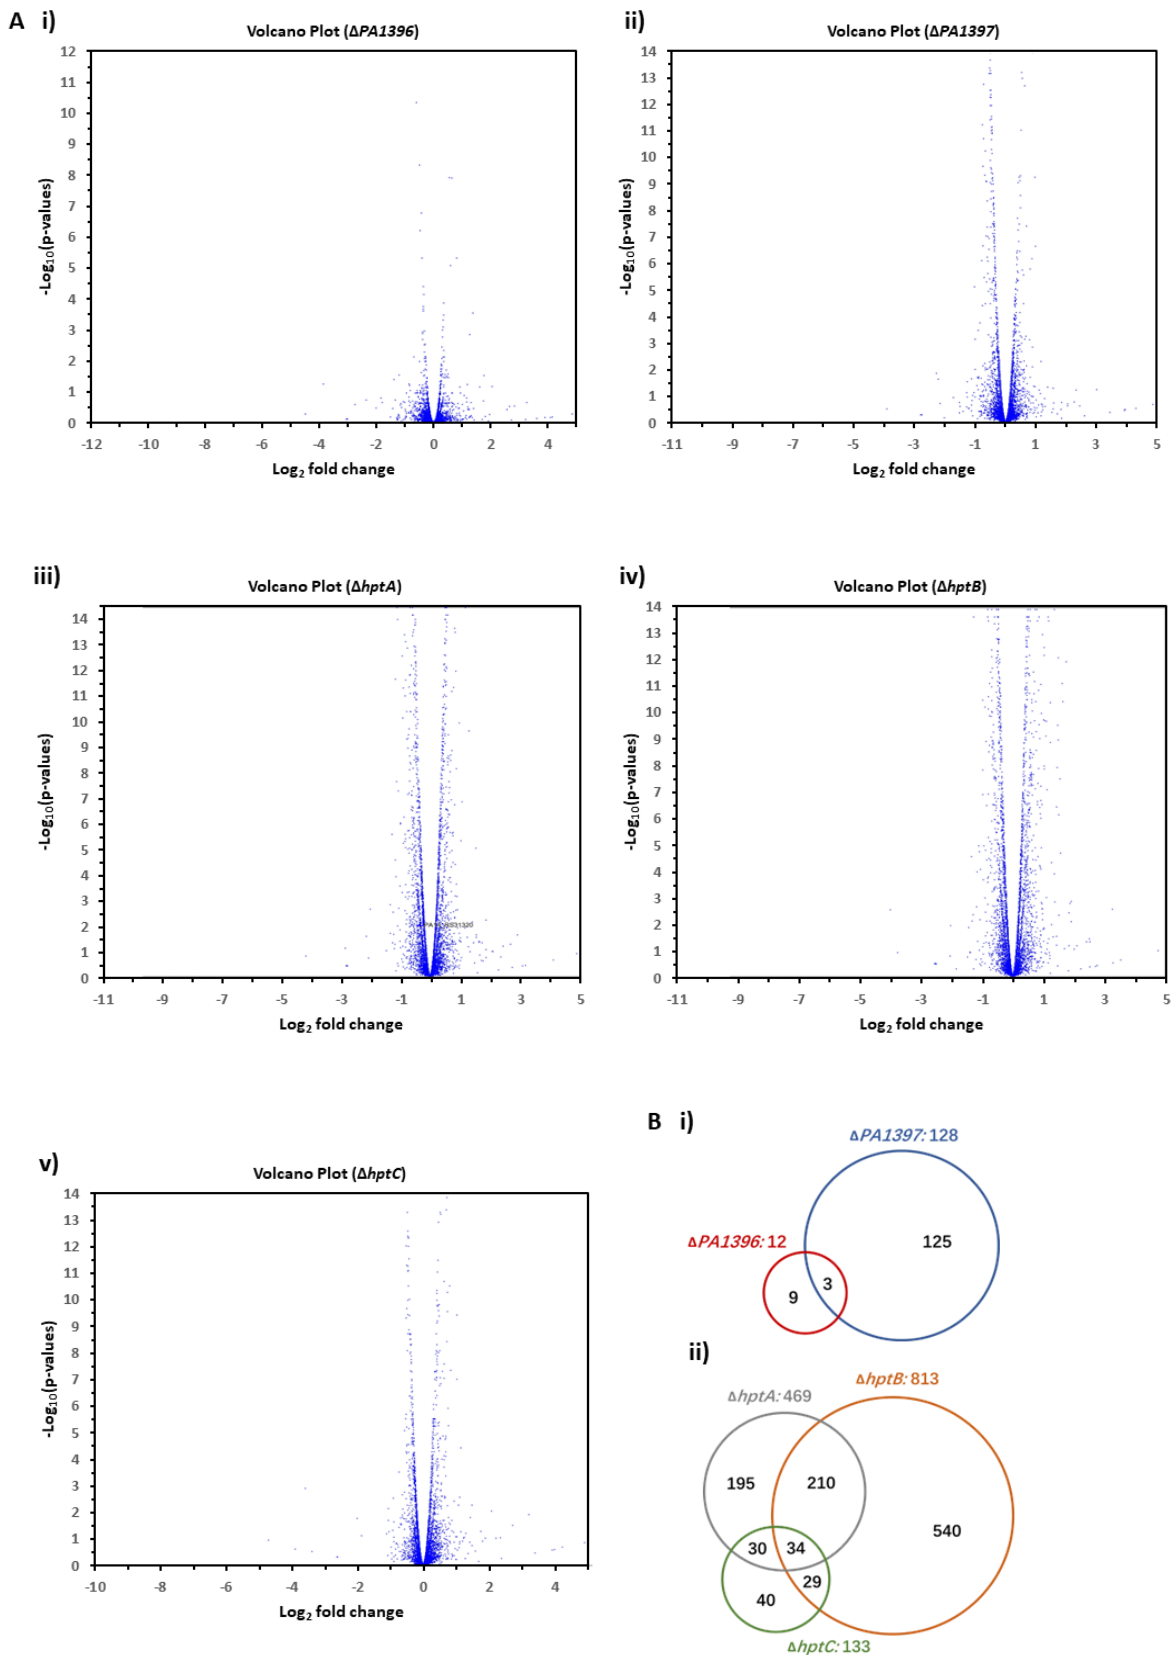 A i)
Volcano Plot (ΔPA1396)
12
11
10
9
8
7
6
5
4
3
2
1
0
-Log10(p-values)
-12 -10 -8 -6 -4 -2 0 2 4
Log2 fold change
ii)
Volcano Plot (ΔPA1397)
14
13
12
11
10
9
8
7
6
5
4
3
2
1
0
-Log10(p-values)
-11 -9 -7 -5 -3 -1 1 3 5
Log2 fold change
iii)
Volcano Plot (ΔhptA)
14
13
12
11
10
9
8
7
6
5
4
3
2
1
0
-Log10(p-values)
-11 -9 -7 -5 -3 -1 1 3 5
Log2 fold change
iv)
Volcano Plot (ΔhptB)
14
13
12
11
10
9
8
7
6
5
4
3
2
1
0
-Log10(p-values)
-11 -9 -7 -5 -3 -1 1 3 5
Log2 fold change
v)
Volcano Plot (ΔhptC)
14
13
12
11
10
9
8
7
6
5
4
3
2
1
0
-Log10(p-values)
-10 -8 -6 -4 -2 0 2 4
Log2 fold change
B i)
ΔPA1397: 128
125
ΔPA1396: 12
3
9
ii)
ΔhptB: 813
ΔhptA: 469
195 210
540
30 34
29
40
ΔhptC: 133